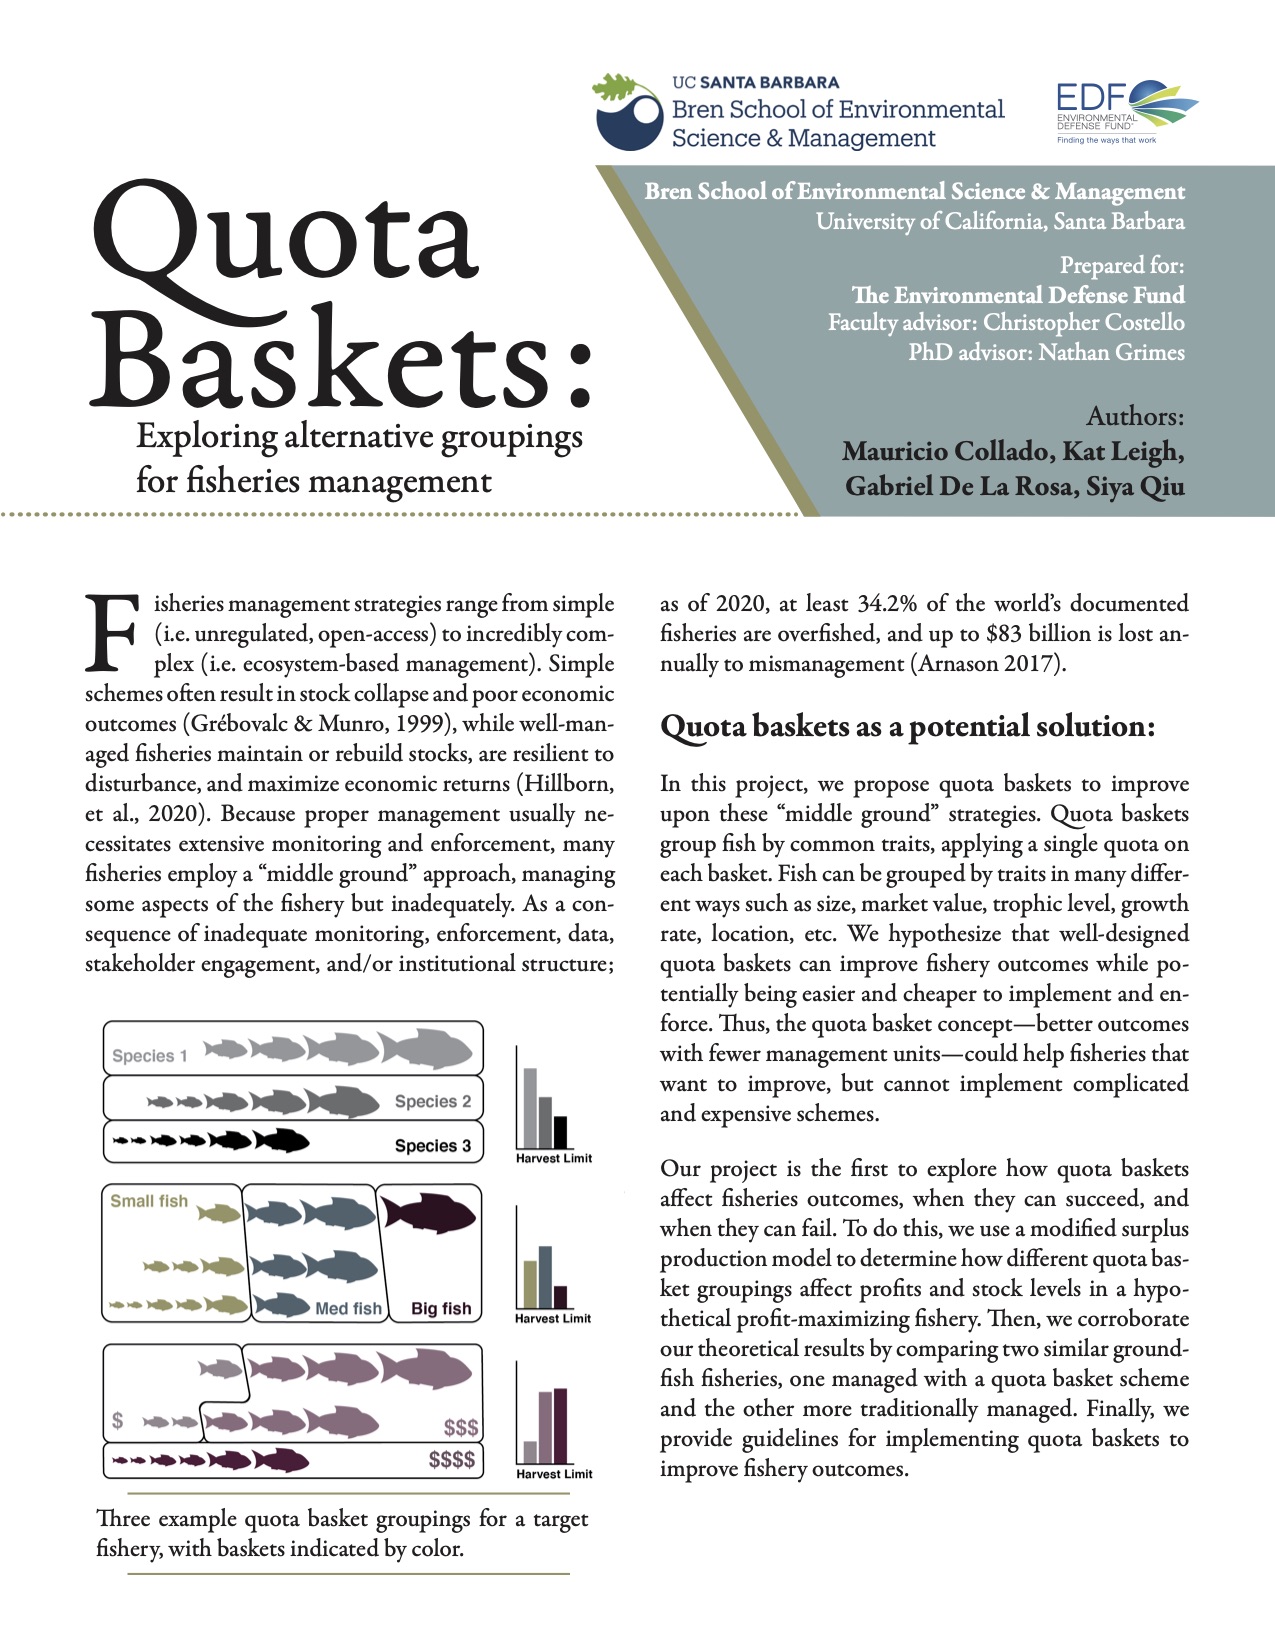 UC SANTA BARBARA
Bren School of Environmental
Science & Management
EDF
ENVIRONMENTAL
DEFENSE FUND
Finding the ways that work
Quota
Baskets:
Exploring alternative groupings
for fisheries management
Bren School of Environmental Science & Management
University of California, Santa Barbara
Prepared for:
The Environmental Defense Fund
Faculty advisor: Christopher Costello
PhD advisor: Nathan Grimes
Authors:
Mauricio Collado, Kat Leigh,
Gabriel De La Rosa, Siya Qiu
Fisheries management strategies range from simple
(i.e. unregulated, open-access) to incredibly com-
plex (i.e. ecosystem-based management). Simple
schemes often result in stock collapse and poor economic
outcomes (Grébovalc & Munro, 1999), while well-man-
aged fisheries maintain or rebuild stocks, are resilient to
disturbance, and maximize economic returns (Hillborn,
et al., 2020). Because proper management usually ne-
cessitates extensive monitoring and enforcement, many
fisheries employ a “middle ground” approach, managing
some aspects of the fishery but inadequately. As a con-
sequence of inadequate monitoring, enforcement, data,
stakeholder engagement, and/or institutional structure;
Species 1
Species 2
Species 3
Harvest Limit
Small fish
Med fish
Big fish
Harvest Limit
$
$$$
$$$$
Harvest Limit
Three example quota basket groupings for a target
fishery, with baskets indicated by color.
as of 2020, at least 34.2% of the world’s documented
fisheries are overfished, and up to $83 billion is lost an-
nually to mismanagement (Arnason 2017).
Quota baskets as a potential solution:
In this project, we propose quota baskets to improve
upon these “middle ground” strategies. Quota baskets
group fish by common traits, applying a single quota on
each basket. Fish can be grouped by traits in many differ-
ent ways such as size, market value, trophic level, growth
rate, location, etc. We hypothesize that well-designed
quota baskets can improve fishery outcomes while po-
tentially being easier and cheaper to implement and en-
force. Thus, the quota basket concept—better outcomes
with fewer management units—could help fisheries that
want to improve, but cannot implement complicated
and expensive schemes.
Our project is the first to explore how quota baskets
affect fisheries outcomes, when they can succeed, and
when they can fail. To do this, we use a modified surplus
production model to determine how different quota bas-
ket groupings affect profits and stock levels in a hypo-
thetical profit-maximizing fishery. Then, we corroborate
our theoretical results by comparing two similar ground-
fish fisheries, one managed with a quota basket scheme
and the other more traditionally managed. Finally, we
provide guidelines for implementing quota baskets to
improve fishery outcomes.